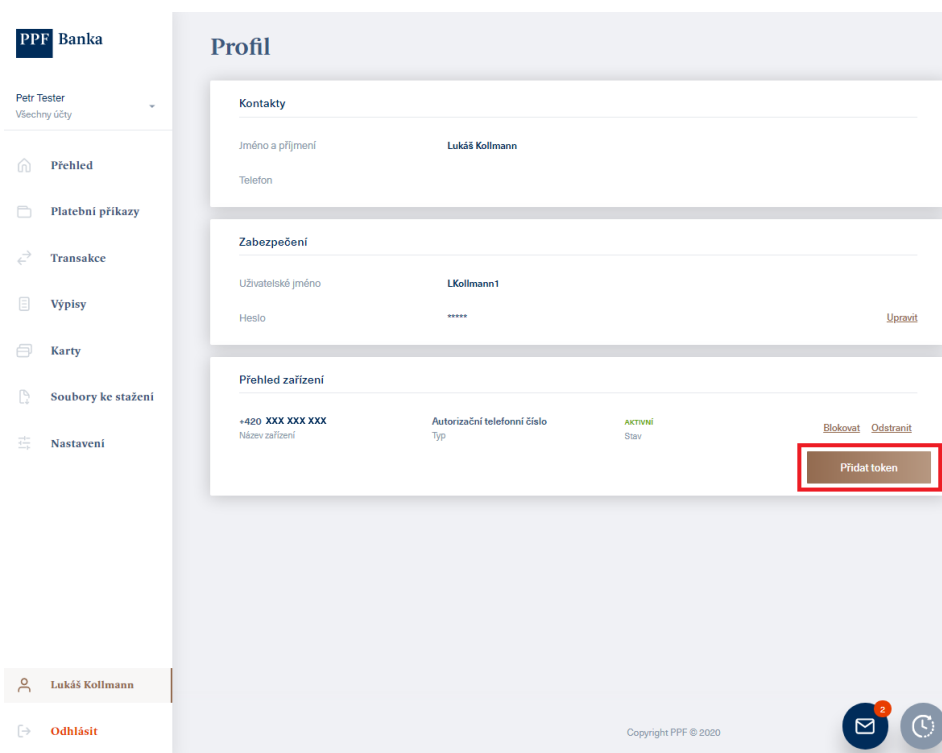 PPF Banka
Petr Tester
Všechny účty
Přehled
Platební příkazy
Transakce
Výpisy
Karty
Soubory ke stažení
Nastavení
Lukáš Kollmann
Odhlásit
Profil
Kontakty
Jméno a příjmení Lukáš Kollmann
Telefon
Zabezpečení
Uživatelské jméno LKollmann1
Heslo ***** Upravit
Přehled zařízení
+420 XXX XXX XXX Autorizační telefonní číslo AKTIVNÍ Blokovat Odstranit
Název zařízení Typ Stav
Přidat token
Copyright PPF © 2020
2